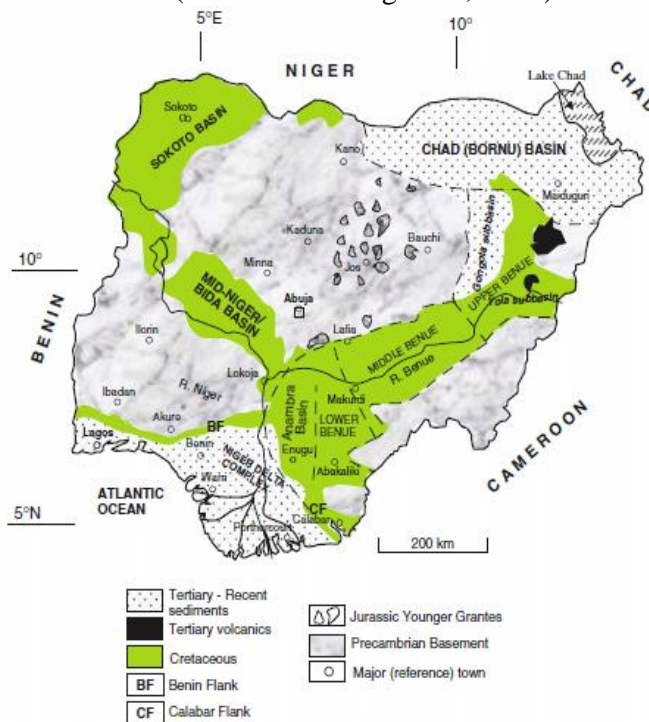 5°E
10°
NIGER
CHAD
Lake Chad
Sokoto
SOKOTO BASIN
Kano
CHAD (BORNU) BASIN
Maiduguri
Kaduna
Bauchi
Gongola subbasin
Jos
Minna
10°
MID-NIGER/
BIDA BASIN
Abuja
UPPER BENUE
Yola subbasin
BENIN
Ilorin
Lafia
MIDDLE BENUE
R. Benue
Lokoja
R. Niger
Makurdi
Ibadan
Anambra
Basin
LOWER
BENUE
Akure
BF
Lagos
Benin
Enugu
CAMEROON
NIGER DELTA
COMPLEX
Abakaliki
Warri
ATLANTIC
OCEAN
CF
Calabar
5°N
Portharcourt
200 km
Tertiary - Recent
sediments
Tertiary volcanics
Cretaceous
BF Benin Flank
CF Calabar Flank
Jurassic Younger Grantes
Precambrian Basement
Major (reference) town